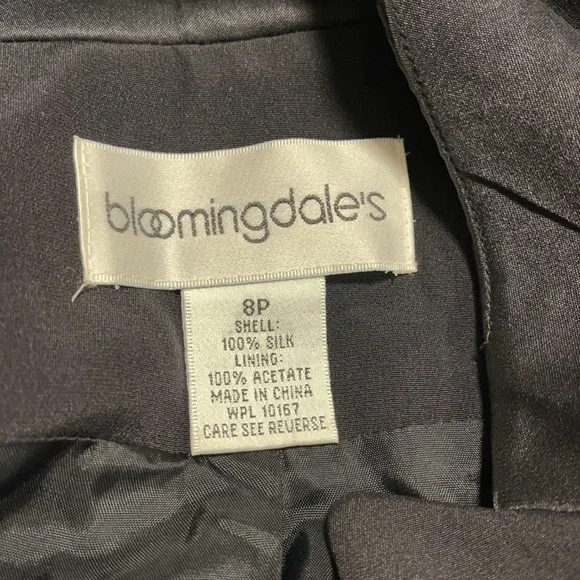 bloomingdale's
8P
SHELL:
100% SILK
LINING:
100% ACETATE
MADE IN CHINA
WPL 10167
CARE SEE REVERSE